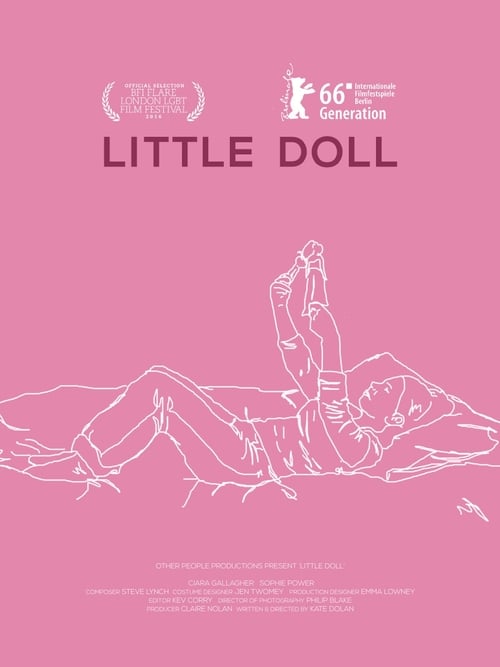 OFFICIAL SELECTION
BFI FLARE
LONDON LGBT
FILM FESTIVAL
2016
Berlinale
66
Internationale
Filmfestspiele
Berlin
Generation
LITTLE DOLL
OTHER PEOPLE PRODUCTIONS PRESENT 'LITTLE DOLL'
CIARA GALLAGHER SOPHIE POWER
COMPOSER STEVE LYNCH COSTUME DESIGNER JEN TWOMEY PRODUCTION DESIGNER EMMA LOWNEY
EDITOR KEV CORRY DIRECTOR OF PHOTOGRAPHY PHILIP BLAKE
PRODUCER CLAIRE NOLAN WRITTEN & DIRECTED BY KATE DOLAN